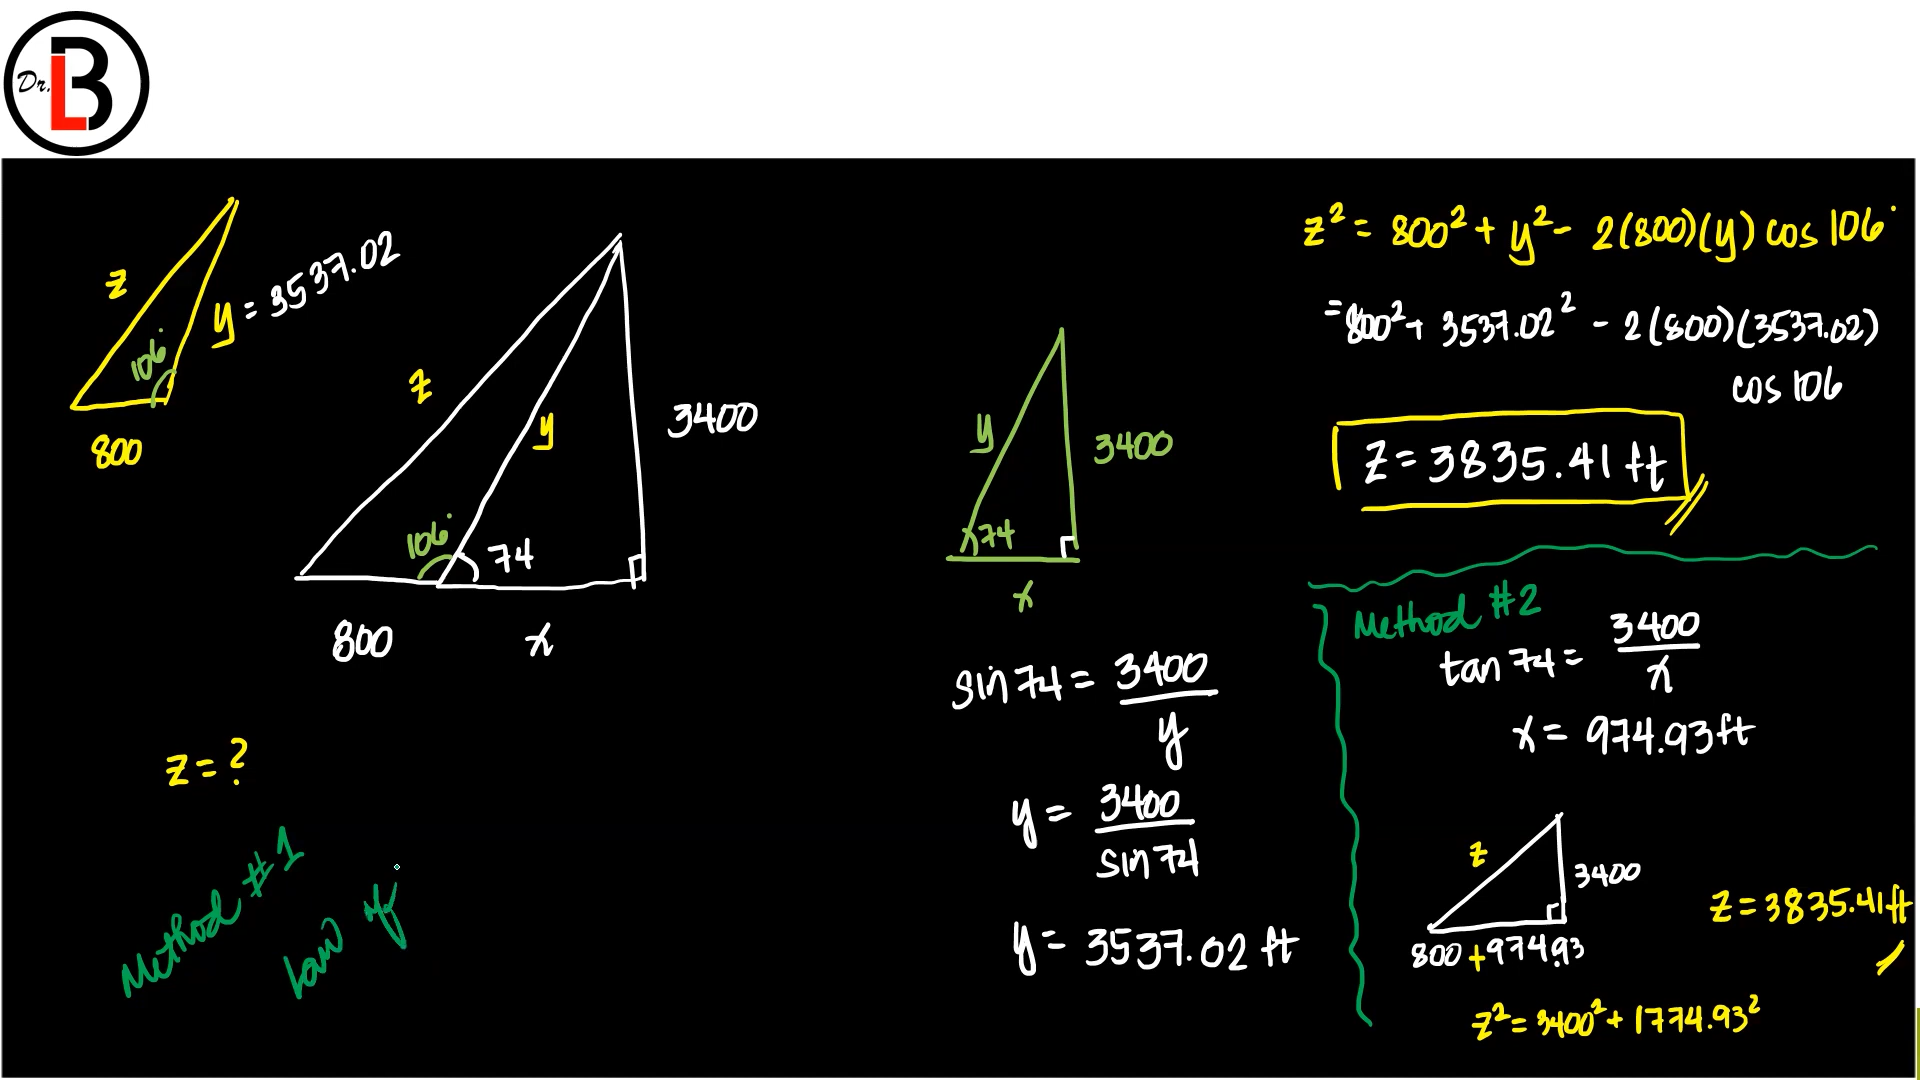 Dr. LB
z
y = 3537.02
106°
800
z
y
3400
106°
74
800
x
z = ?
Method #1
Law of
y
3400
74
x
sin 74 = 3400 / y
y = 3400 / sin 74
y = 3537.02 ft
z² = 800² + y² - 2(800)(y) cos 106°
= 800² + 3537.02² - 2(800)(3537.02)
cos 106
z = 3835.41 ft
Method #2
tan 74 = 3400 / x
x = 974.93 ft
z
3400
800 + 974.93
z = 3835.41 ft
z² = 3400² + 1774.93²